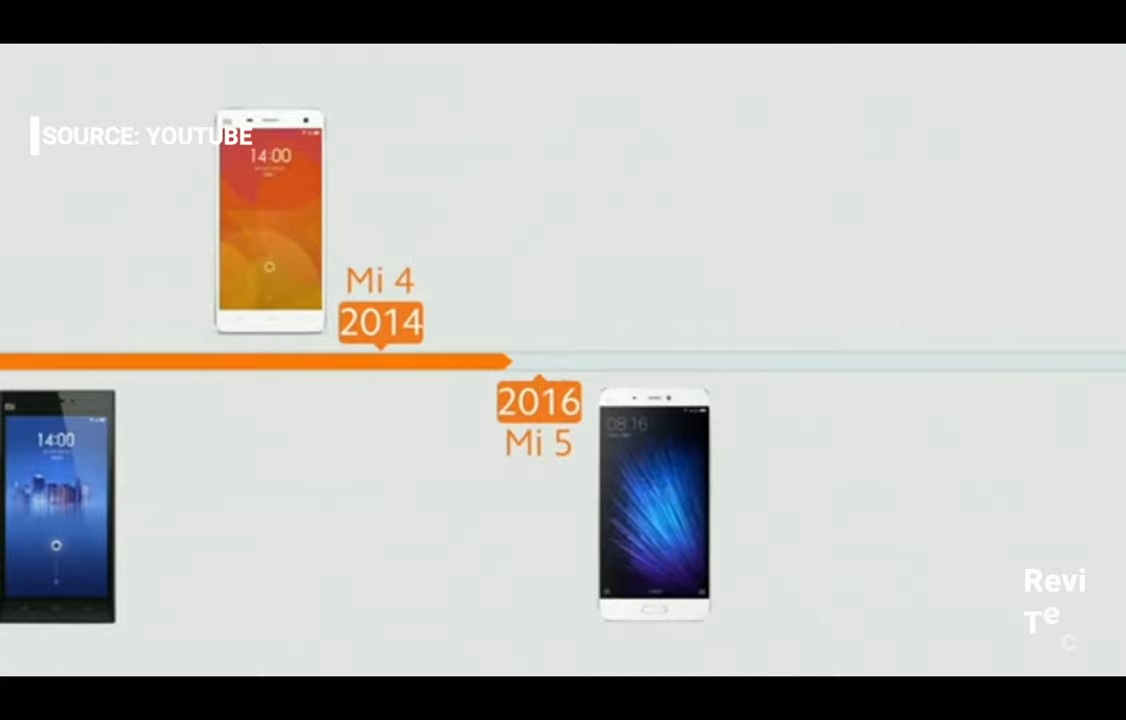 SOURCE: YOUTUBE
14:00
Mi 4
2014
2016
Mi 5
14:00
08:16
Revi
Te
c